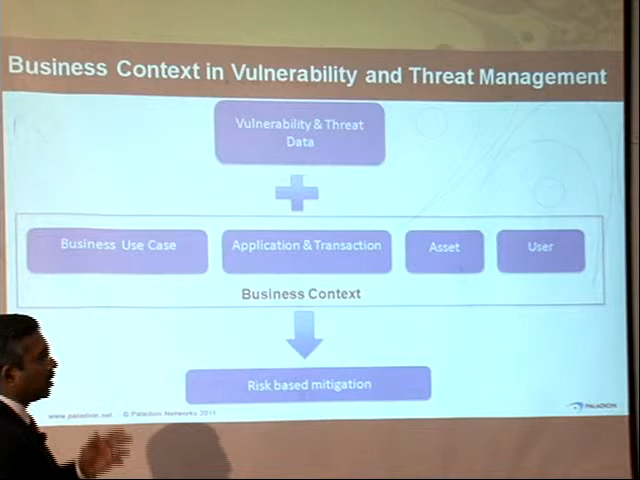 Business Context in Vulnerability and Threat Management
Vulnerability & Threat
Data
Business Use Case
Application & Transaction
Asset
User
Business Context
Risk based mitigation
www.paladion.net
© Paladion Networks 2011
PALADION